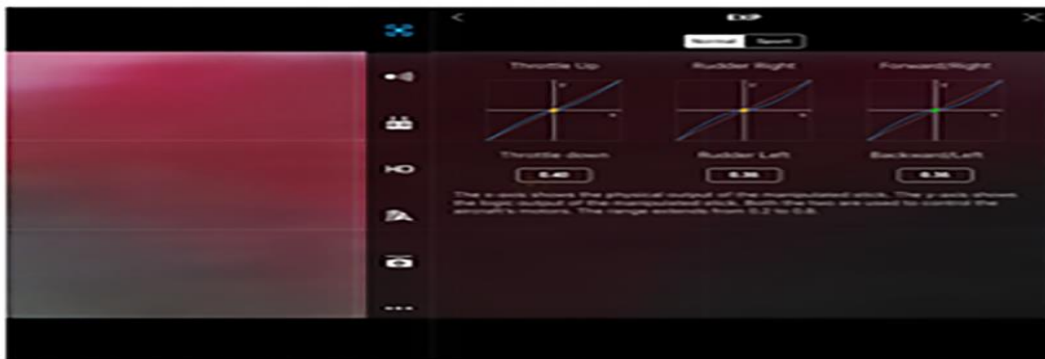 EXP
Normal Sport
Throttle Up Rudder Right Forward/Right
Throttle down Rudder Left Backward/Left
0.40 0.36 0.36
The x-axis shows the physical output of the manipulated stick. The y-axis shows
the logic output of the manipulated stick. Both the two are used to control the
aircraft's motors. The range extends from 0.2 to 0.8.